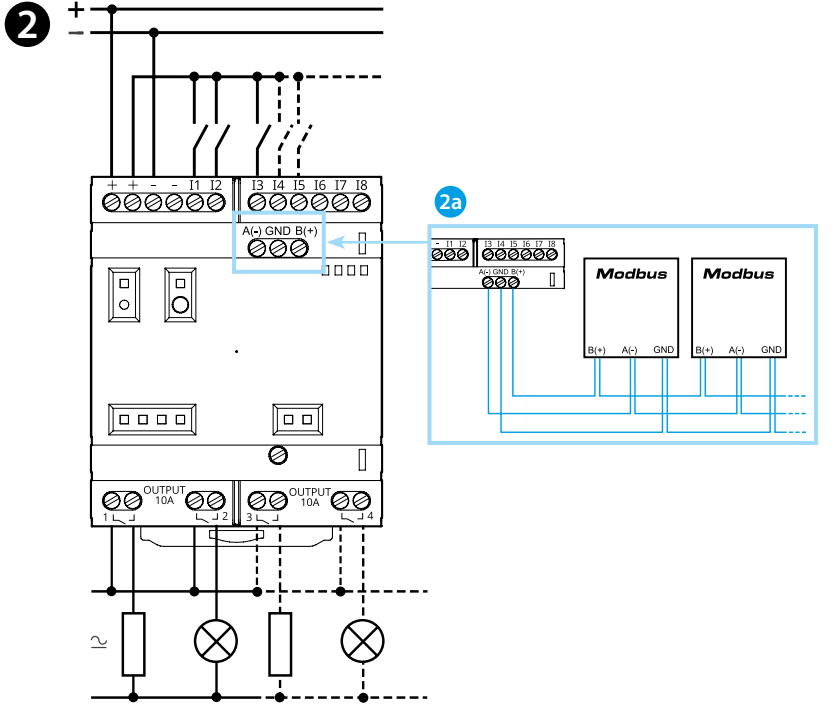 2
+
−
+ + - - I1 I2 I3 I4 I5 I6 I7 I8
A(-) GND B(+)
OUTPUT
10A
OUTPUT
10A
1 2 3 4
≃
2a
- I1 I2 I3 I4 I5 I6 I7 I8
A(-) GND B(+)
Modbus Modbus
B(+) A(-) GND B(+) A(-) GND